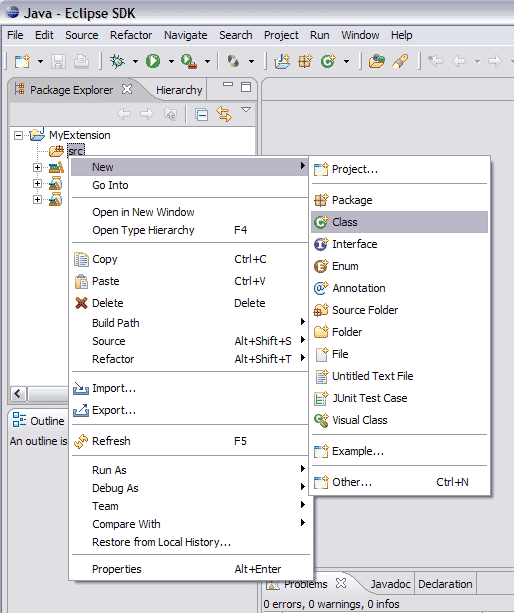 Java - Eclipse SDK
File Edit Source Refactor Navigate Search Project Run Window Help
Package Explorer Hierarchy
MyExtension
src
New
Go Into
Open in New Window
Open Type Hierarchy F4
Copy Ctrl+C
Paste Ctrl+V
Delete Delete
Build Path
Source Alt+Shift+S
Refactor Alt+Shift+T
Import...
Export...
Refresh F5
Run As
Debug As
Team
Compare With
Restore from Local History...
Properties Alt+Enter
Project...
Package
Class
Interface
Enum
Annotation
Source Folder
Folder
File
Untitled Text File
JUnit Test Case
Visual Class
Example...
Other... Ctrl+N
Outline
An outline is
Problems Javadoc Declaration
0 errors, 0 warnings, 0 infos